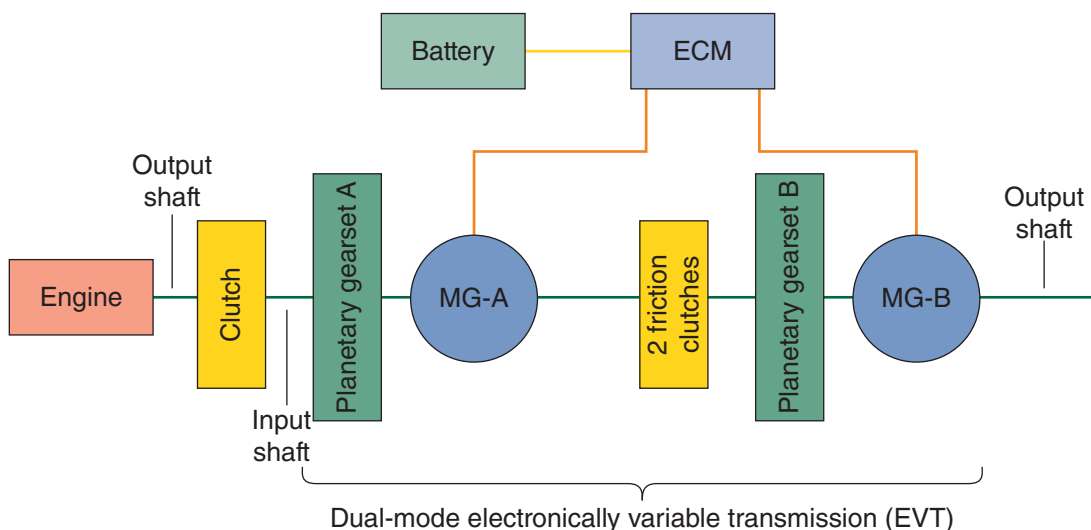 Battery
ECM
Output
shaft
Engine
Clutch
Input
shaft
Planetary gearset A
MG-A
2 friction
clutches
Planetary gearset B
MG-B
Output
shaft
Dual-mode electronically variable transmission (EVT)